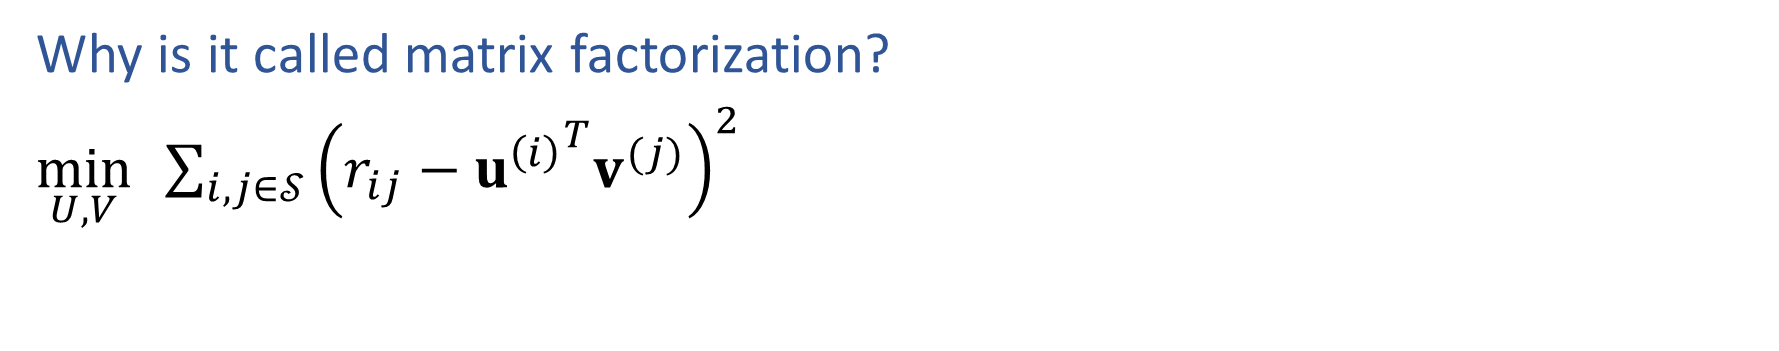 Why is it called matrix factorization?
min_{U,V} ∑_{i,j∈𝒮} (r_{ij} − 𝐮^{(i)^T} 𝐯^{(j)})^2